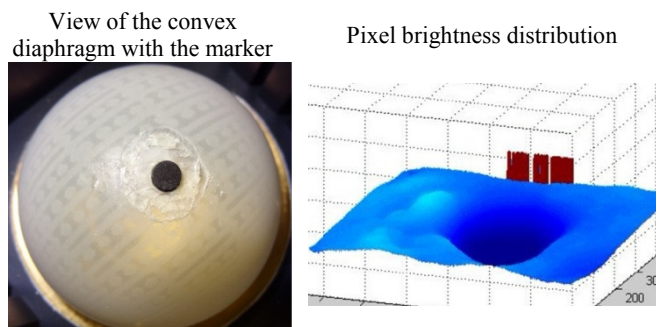 View of the convex
diaphragm with the marker
Pixel brightness distribution
200